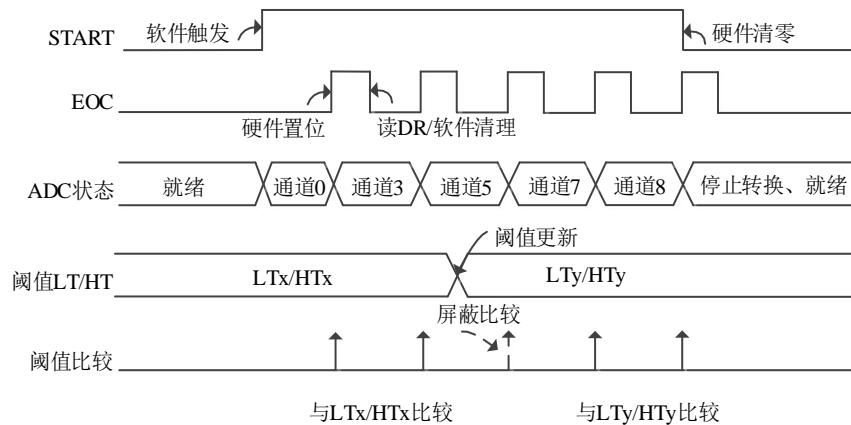 START
软件触发
硬件清零
EOC
硬件置位
读DR/软件清理
ADC状态
就绪
通道0
通道3
通道5
通道7
通道8
停止转换、就绪
阈值更新
阈值LT/HT
LTx/HTx
LTy/HTy
屏蔽比较
阈值比较
与LTx/HTx比较
与LTy/HTy比较